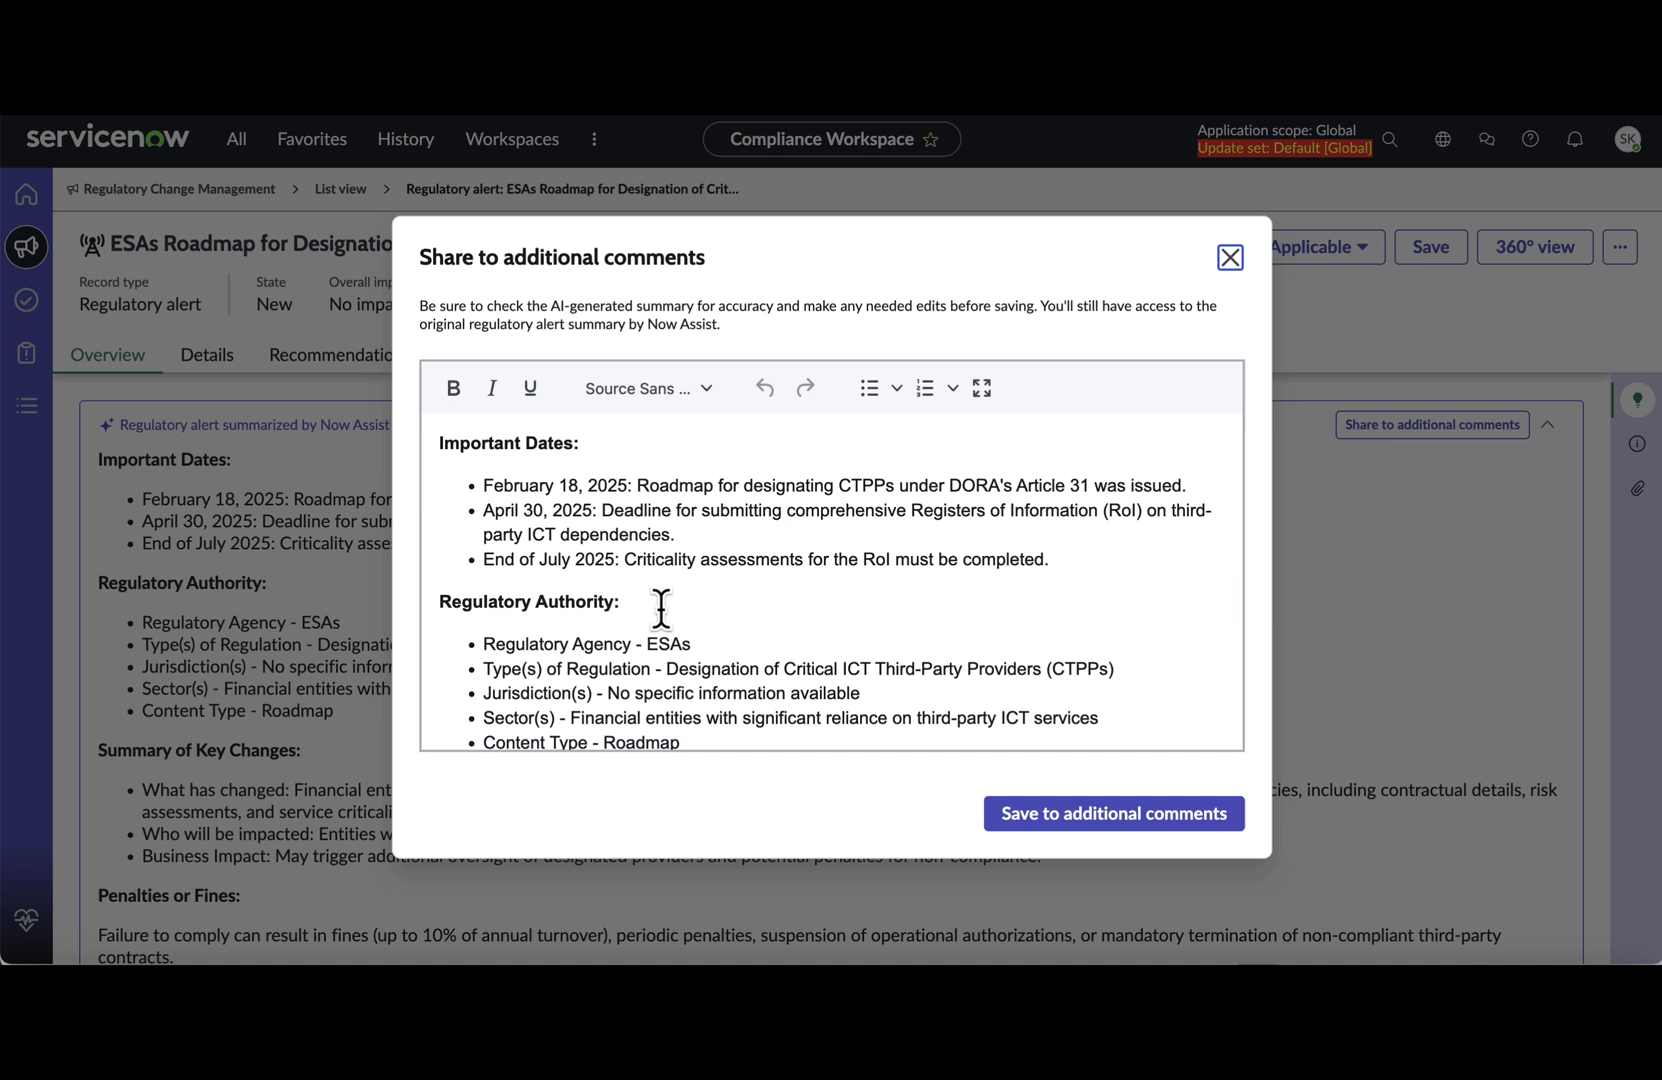 servicenow All Favorites History Workspaces Compliance Workspace Application scope: Global
Update set: Default [Global]
SK
Regulatory Change Management > List view > Regulatory alert: ESAs Roadmap for Designation of Crit...
ESAs Roadmap for Designatio
Applicable Save 360° view
Record type State Overall imp
Regulatory alert New No impa
Overview Details Recommendatio
Share to additional comments
Be sure to check the AI-generated summary for accuracy and make any needed edits before saving. You'll still have access to the
original regulatory alert summary by Now Assist.
B I U Source Sans ...
Important Dates:
• February 18, 2025: Roadmap for designating CTPPs under DORA's Article 31 was issued.
• April 30, 2025: Deadline for submitting comprehensive Registers of Information (RoI) on third-
party ICT dependencies.
• End of July 2025: Criticality assessments for the RoI must be completed.
Regulatory Authority:
• Regulatory Agency - ESAs
• Type(s) of Regulation - Designation of Critical ICT Third-Party Providers (CTPPs)
• Jurisdiction(s) - No specific information available
• Sector(s) - Financial entities with significant reliance on third-party ICT services
• Content Type - Roadmap
Save to additional comments
Regulatory alert summarized by Now Assist
Share to additional comments
Important Dates:
• February 18, 2025: Roadmap for
• April 30, 2025: Deadline for subr
• End of July 2025: Criticality asse
Regulatory Authority:
• Regulatory Agency - ESAs
• Type(s) of Regulation - Designati
• Jurisdiction(s) - No specific infor
• Sector(s) - Financial entities with
• Content Type - Roadmap
Summary of Key Changes:
• What has changed: Financial ent
cies, including contractual details, risk
assessments, and service criticali
• Who will be impacted: Entities w
• Business Impact: May trigger additional oversight of designated providers and potential penalties for non-compliance.
Penalties or Fines:
Failure to comply can result in fines (up to 10% of annual turnover), periodic penalties, suspension of operational authorizations, or mandatory termination of non-compliant third-party
contracts.